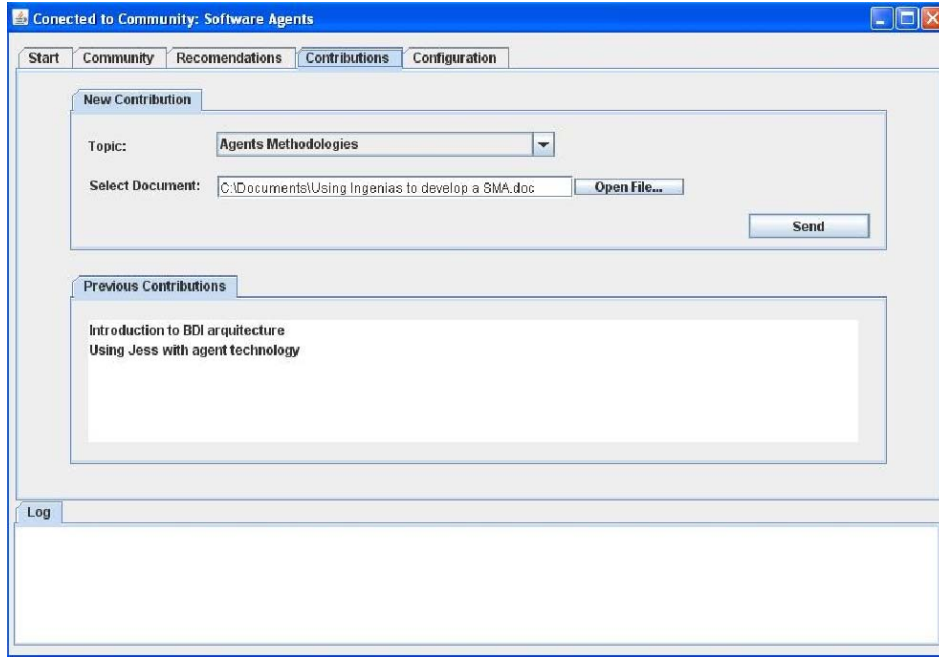 Conected to Community: Software Agents
Start Community Recomendations Contributions Configuration
New Contribution
Topic: Agents Methodologies
Select Document: C:\Documents\Using Ingenias to develop a SMA.doc Open File...
Send
Previous Contributions
Introduction to BDI arquitecture
Using Jess with agent technology
Log